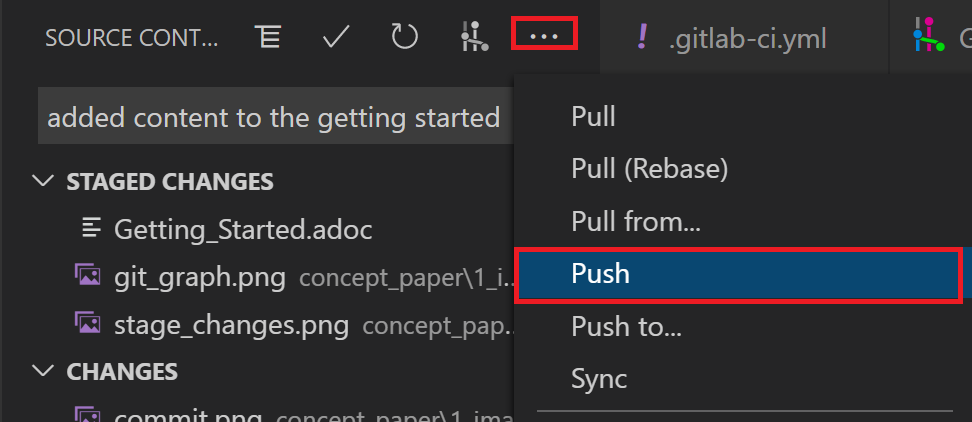 SOURCE CONT...
.gitlab-ci.yml
G
added content to the getting started
STAGED CHANGES
Getting_Started.adoc
git_graph.png concept_paper\1_i...
stage_changes.png concept_pap...
CHANGES
commit.png concept_paper\1_ima
Pull
Pull (Rebase)
Pull from...
Push
Push to...
Sync